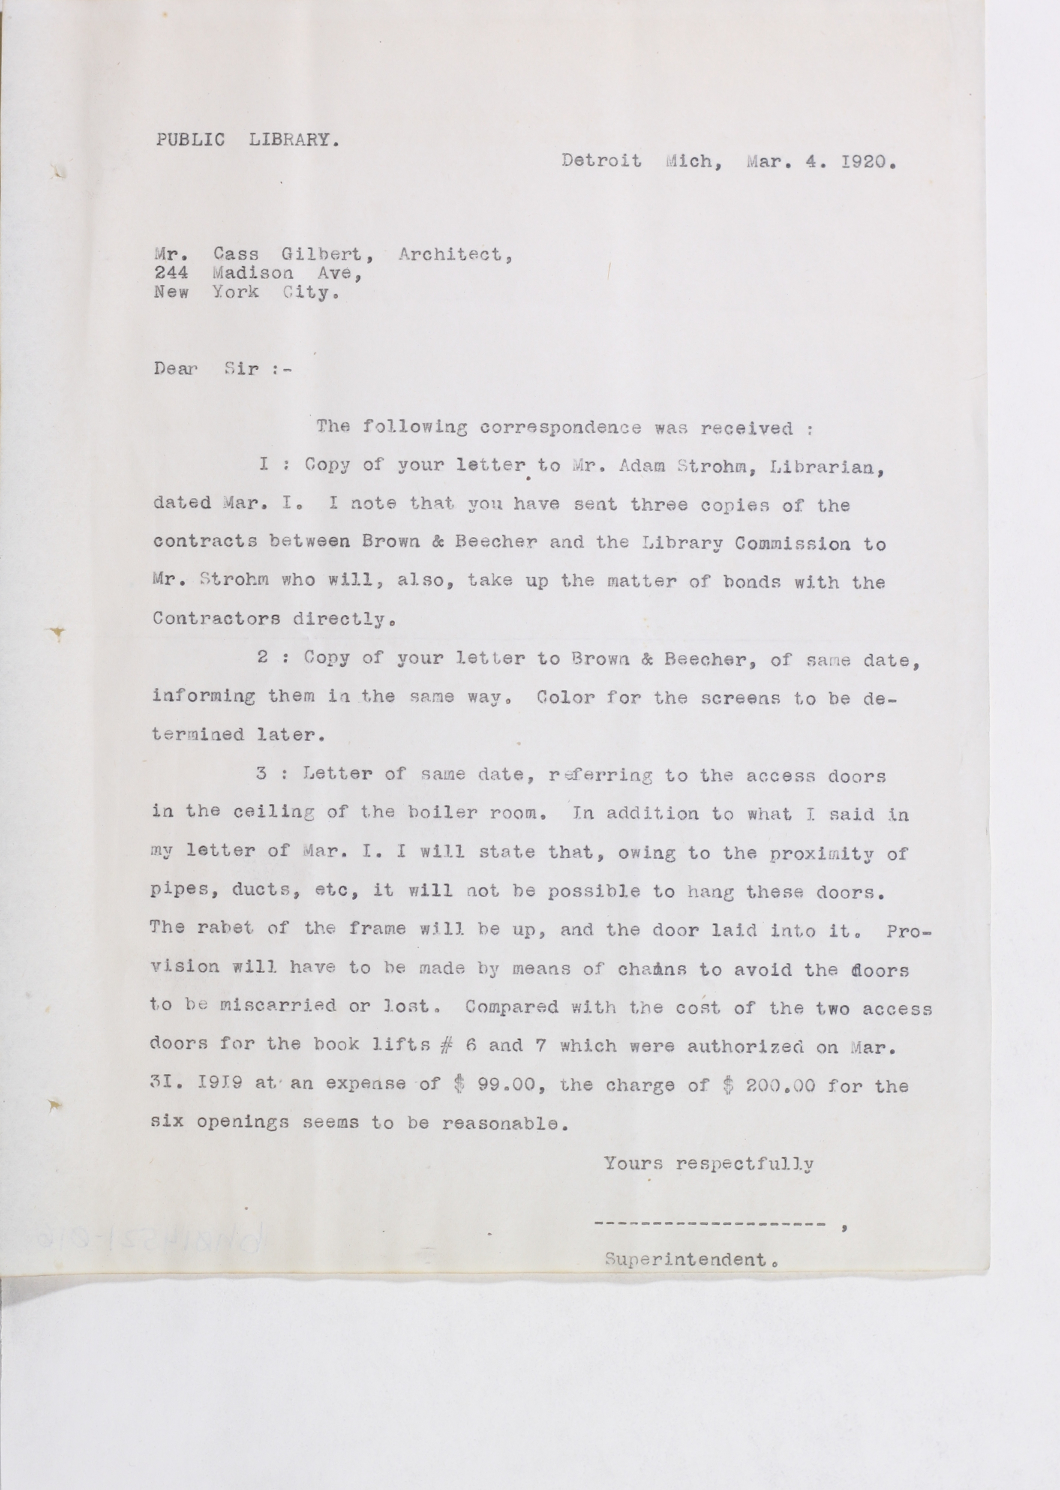 PUBLIC LIBRARY.
Detroit Mich, Mar. 4. I920.
Mr. Cass Gilbert, Architect,
244 Madison Ave,
New York City.
Dear Sir :-
The following correspondence was received :
I : Copy of your letter to Mr. Adam Strohm, Librarian,
dated Mar. I. I note that you have sent three copies of the
contracts between Brown & Beecher and the Library Commission to
Mr. Strohm who will, also, take up the matter of bonds with the
Contractors directly.
2 : Copy of your letter to Brown & Beecher, of same date,
informing them in the same way. Color for the screens to be de-
termined later.
3 : Letter of same date, referring to the access doors
in the ceiling of the boiler room. In addition to what I said in
my letter of Mar. I. I will state that, owing to the proximity of
pipes, ducts, etc, it will not be possible to hang these doors.
The rabet of the frame will be up, and the door laid into it. Pro-
vision will have to be made by means of chains to avoid the doors
to be miscarried or lost. Compared with the cost of the two access
doors for the book lifts # 6 and 7 which were authorized on Mar.
3I. I9I9 at an expense of $ 99.00, the charge of $ 200.00 for the
six openings seems to be reasonable.
Yours respectfully
--------------------,
Superintendent.